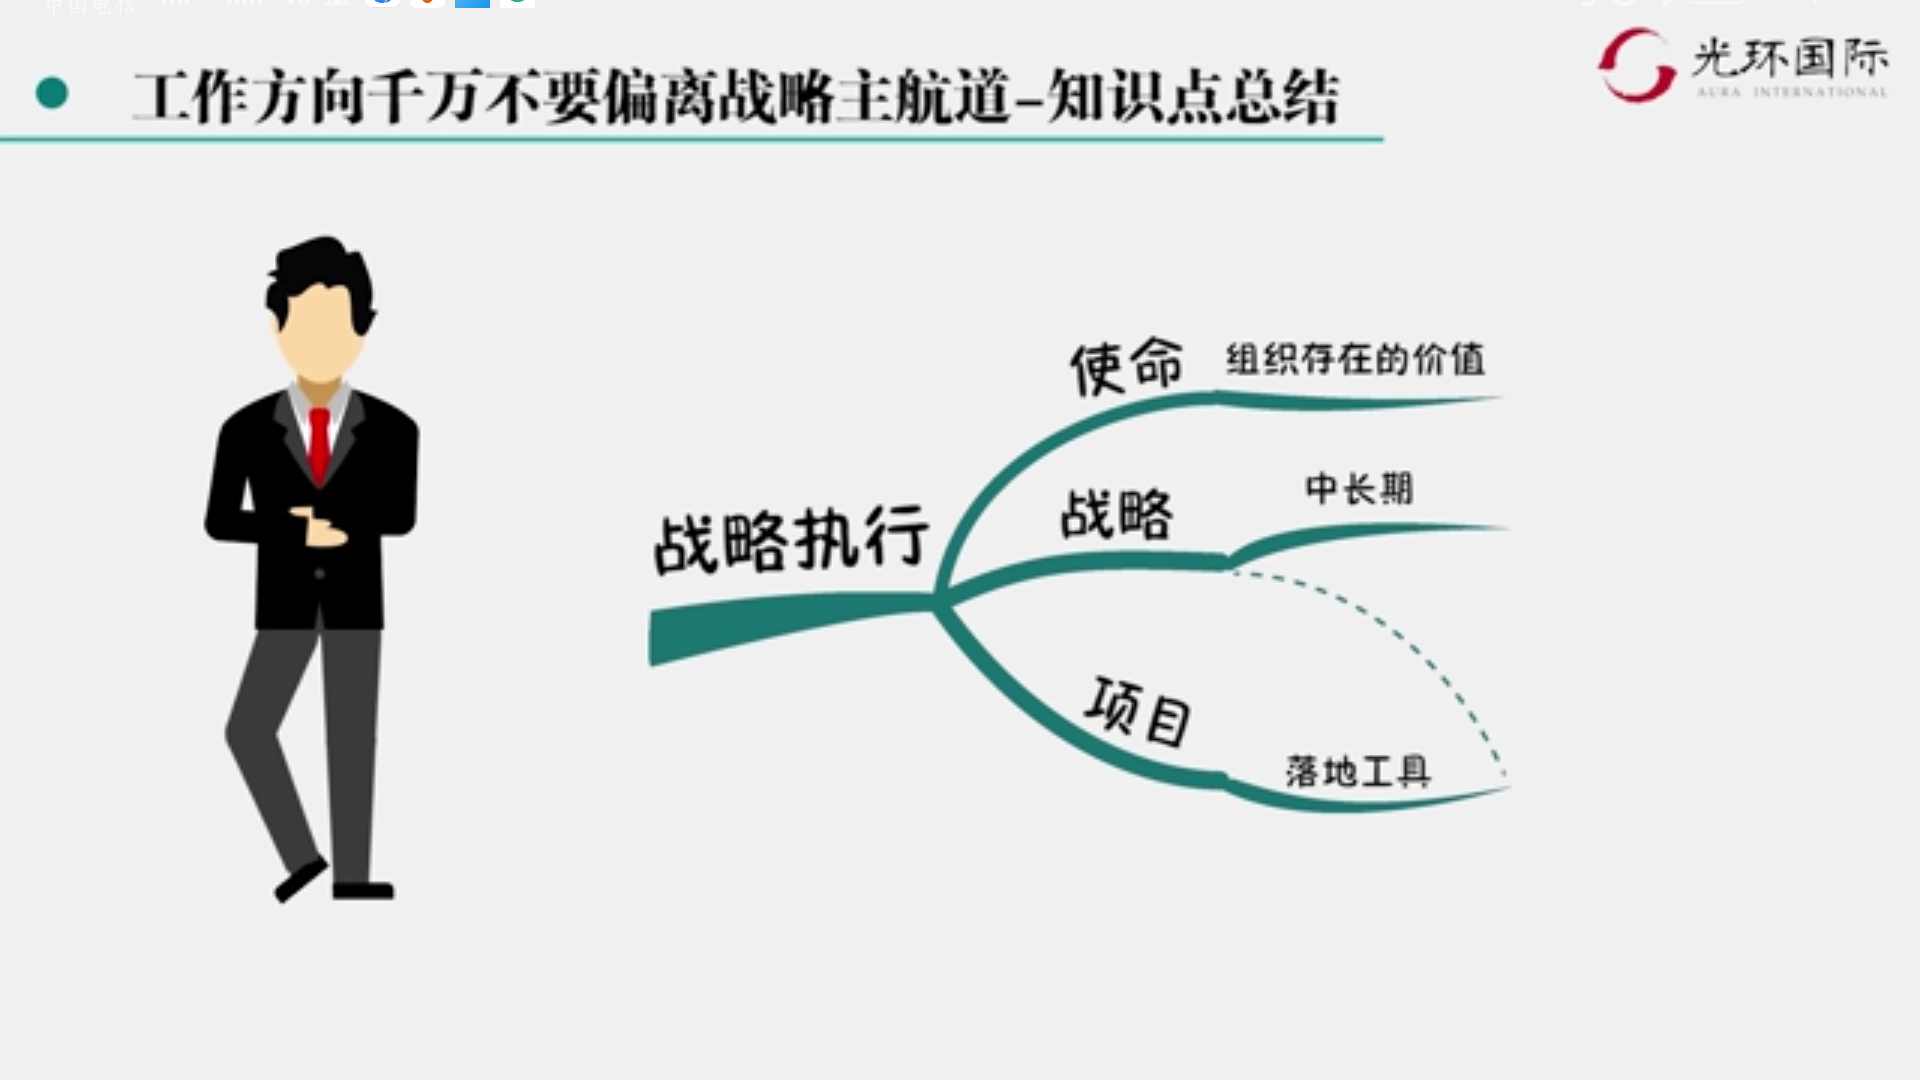 中国电信
工作方向千万不要偏离战略主航道-知识点总结
光环国际
AURA INTERNATIONAL
使命 组织存在的价值
战略 中长期
战略执行
项目 落地工具